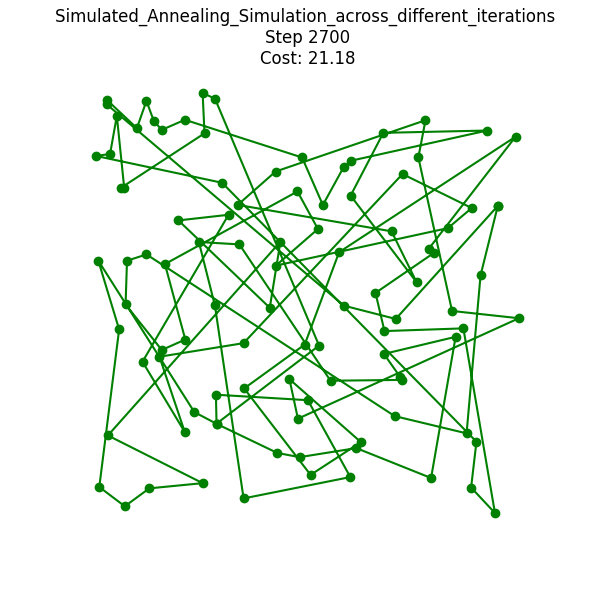 Simulated_Annealing_Simulation_across_different_iterations
Step 2700
Cost: 21.18